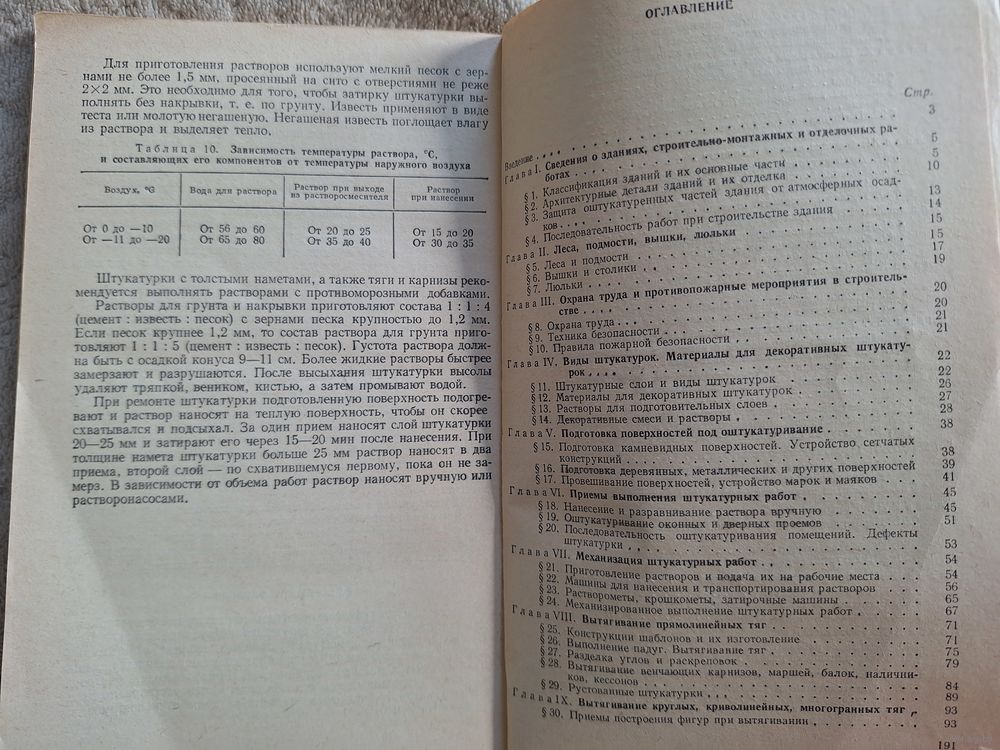 Для приготовления растворов используют мелкий песок с зер-
нами не более 1,5 мм, просеянный на сито с отверстиями не реже
2×2 мм. Это необходимо для того, чтобы затирку штукатурки вы-
полнять без накрывки, т. е. по грунту. Известь применяют в виде
теста или молотую негашеную. Негашеная известь поглощает влагу
из раствора и выделяет тепло.
Таблица 10. Зависимость температуры раствора, °С,
и составляющих его компонентов от температуры наружного воздуха
Воздух, °С Вода для раствора Раствор при выходе из растворосмесителя Раствор при нанесении
От 0 до —10 От 56 до 60 От 20 до 25 От 15 до 20
От —11 до —20 От 65 до 80 От 35 до 40 От 30 до 35
Штукатурки с толстыми наметами, а также тяги и карнизы реко-
мендуется выполнять растворами с противоморозными добавками.
Растворы для грунта и накрывки приготовляют состава 1 : 1 : 4
(цемент : известь : песок) с зернами песка крупностью до 1,2 мм.
Если песок крупнее 1,2 мм, то состав раствора для грунта приго-
товляют 1 : 1 : 5 (цемент : известь : песок). Густота раствора долж-
на быть с осадкой конуса 9—11 см. Более жидкие растворы быстрее
замерзают и разрушаются. После высыхания штукатурки высолы
удаляют тряпкой, веником, кистью, а затем промывают водой.
При ремонте штукатурки подготовленную поверхность подогре-
вают и раствор наносят на теплую поверхность, чтобы он скорее
схватывался и подсыхал. За один прием наносят слой штукатурки
20—25 мм и затирают его через 15—20 мин после нанесения. При
толщине намета штукатурки больше 25 мм раствор наносят в два
приема, второй слой — по схватившемуся первому, пока он не за-
мерз. В зависимости от объема работ раствор наносят вручную или
растворонасосами.
ОГЛАВЛЕНИЕ
Стр.
Введение 3
Глава I. Сведения о зданиях, строительно-монтажных и отделочных ра-
ботах 5
§ 1. Классификация зданий и их основные части 5
§ 2. Архитектурные детали зданий и их отделка 10
§ 3. Защита оштукатуренных частей здания от атмосферных осад-
ков 13
§ 4. Последовательность работ при строительстве здания 14
Глава II. Леса, подмости, вышки, люльки 15
§ 5. Леса и подмости 15
§ 6. Вышки и столики 17
§ 7. Люльки 19
Глава III. Охрана труда и противопожарные мероприятия в строитель-
стве 20
§ 8. Охрана труда 20
§ 9. Техника безопасности 21
§ 10. Правила пожарной безопасности 21
Глава IV. Виды штукатурок. Материалы для декоративных штукату-
рок 22
§ 11. Штукатурные слои и виды штукатурок 22
§ 12. Материалы для декоративных штукатурок 26
§ 13. Растворы для подготовительных слоев 27
§ 14. Декоративные смеси и растворы 28
Глава V. Подготовка поверхностей под оштукатуривание 38
§ 15. Подготовка камневидных поверхностей. Устройство сетчатых
конструкций 38
§ 16. Подготовка деревянных, металлических и других поверхностей 39
§ 17. Провешивание поверхностей, устройство марок и маяков 41
Глава VI. Приемы выполнения штукатурных работ 45
§ 18. Нанесение и разравнивание раствора вручную 45
§ 19. Оштукатуривание оконных и дверных проемов 51
§ 20. Последовательность оштукатуривания помещений. Дефекты
штукатурки 53
Глава VII. Механизация штукатурных работ 54
§ 21. Приготовление растворов и подача их на рабочие места 54
§ 22. Машины для нанесения и транспортирования растворов 56
§ 23. Растворометы, крошкометы, затирочные машины 65
§ 24. Механизированное выполнение штукатурных работ 67
Глава VIII. Вытягивание прямолинейных тяг 71
§ 25. Конструкции шаблонов и их изготовление 71
§ 26. Выполнение падуг. Вытягивание тяг 75
§ 27. Разделка углов и раскреповок 79
§ 28. Вытягивание венчающих карнизов, маршей, балок, налични-
ков, кессонов 84
§ 29. Рустованные штукатурки 89
Глава IX. Вытягивание круглых, криволинейных, многогранных тяг 93
§ 30. Приемы построения фигур при вытягивании 93
191